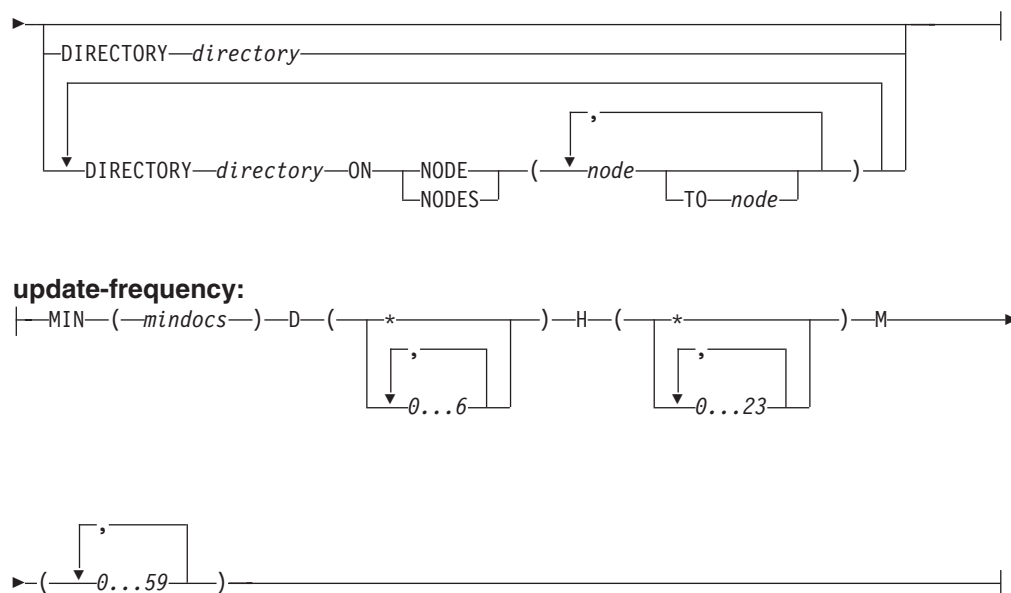 DIRECTORY directory
,
DIRECTORY directory ON NODE ( node )
NODES TO node
update-frequency:
MIN ( mindocs ) D ( * ) H ( * ) M
, ,
0...6 0...23
,
( 0...59 )